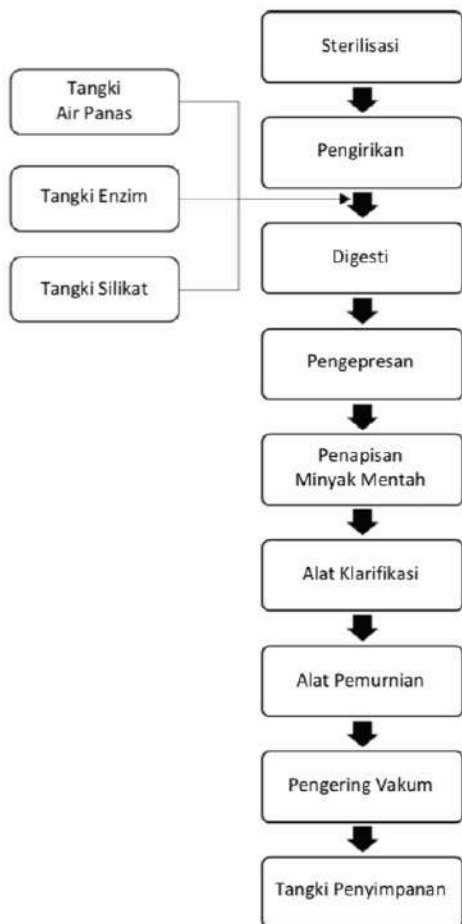 Sterilisasi
Tangki
Air Panas
Pengirikan
Tangki Enzim
Digesti
Tangki Silikat
Pengepresan
Penapisan
Minyak Mentah
Alat Klarifikasi
Alat Pemurnian
Pengering Vakum
Tangki Penyimpanan